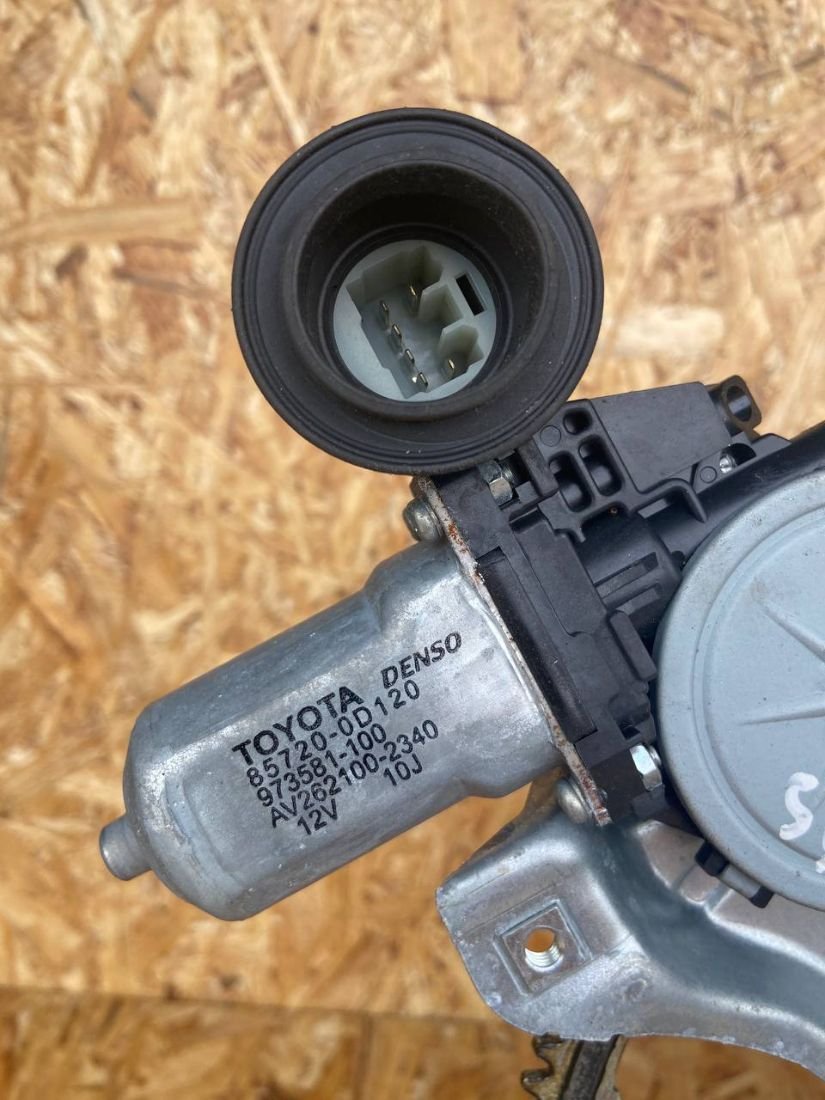 TOYOTA DENSO
85720-0D120
973581-100
AV262100-2340
12V 10J